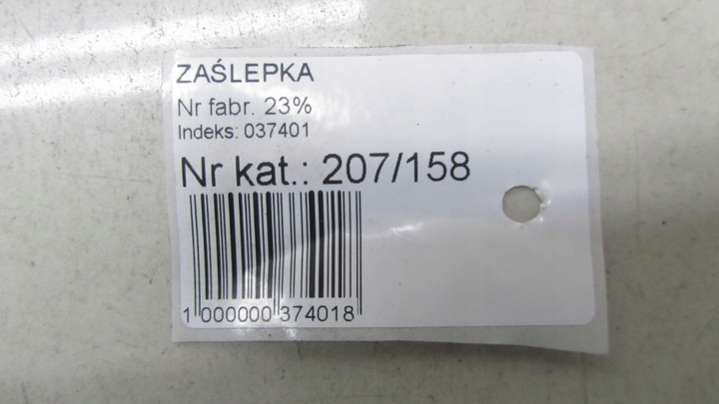 ZAŚLEPKA
Nr fabr. 23%
Indeks: 037401
Nr kat.: 207/158
1 000000 374018